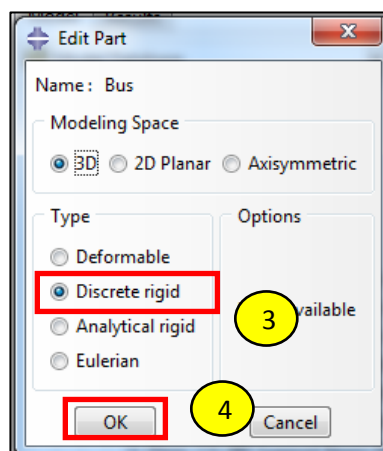 Edit Part
Name: Bus
Modeling Space
3D 2D Planar Axisymmetric
Type Options
Deformable
Discrete rigid
3
Analytical rigid
Eulerian
4
OK Cancel